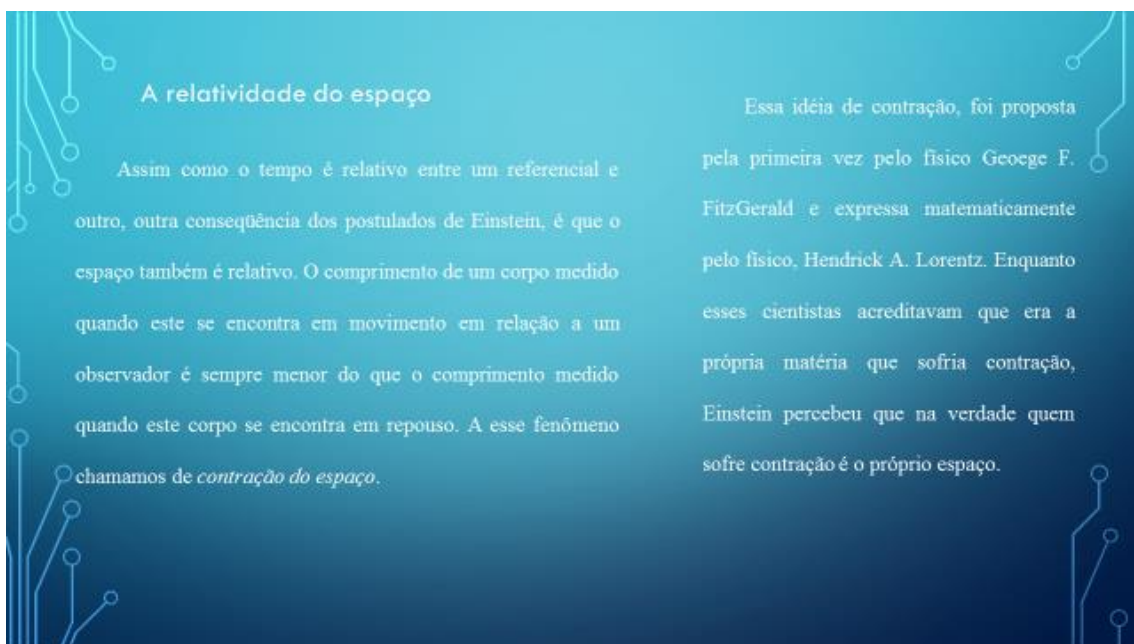 A relatividade do espaço
Assim como o tempo é relativo entre um referencial e
outro, outra conseqüência dos postulados de Einstein, é que o
espaço também é relativo. O comprimento de um corpo medido
quando este se encontra em movimento em relação a um
observador é sempre menor do que o comprimento medido
quando este corpo se encontra em repouso. A esse fenômeno
chamamos de contração do espaço.
Essa idéia de contração, foi proposta
pela primeira vez pelo físico Geoege F.
FitzGerald e expressa matematicamente
pelo físico, Hendrick A. Lorentz. Enquanto
esses cientistas acreditavam que era a
própria matéria que sofria contração,
Einstein percebeu que na verdade quem
sofre contração é o próprio espaço.